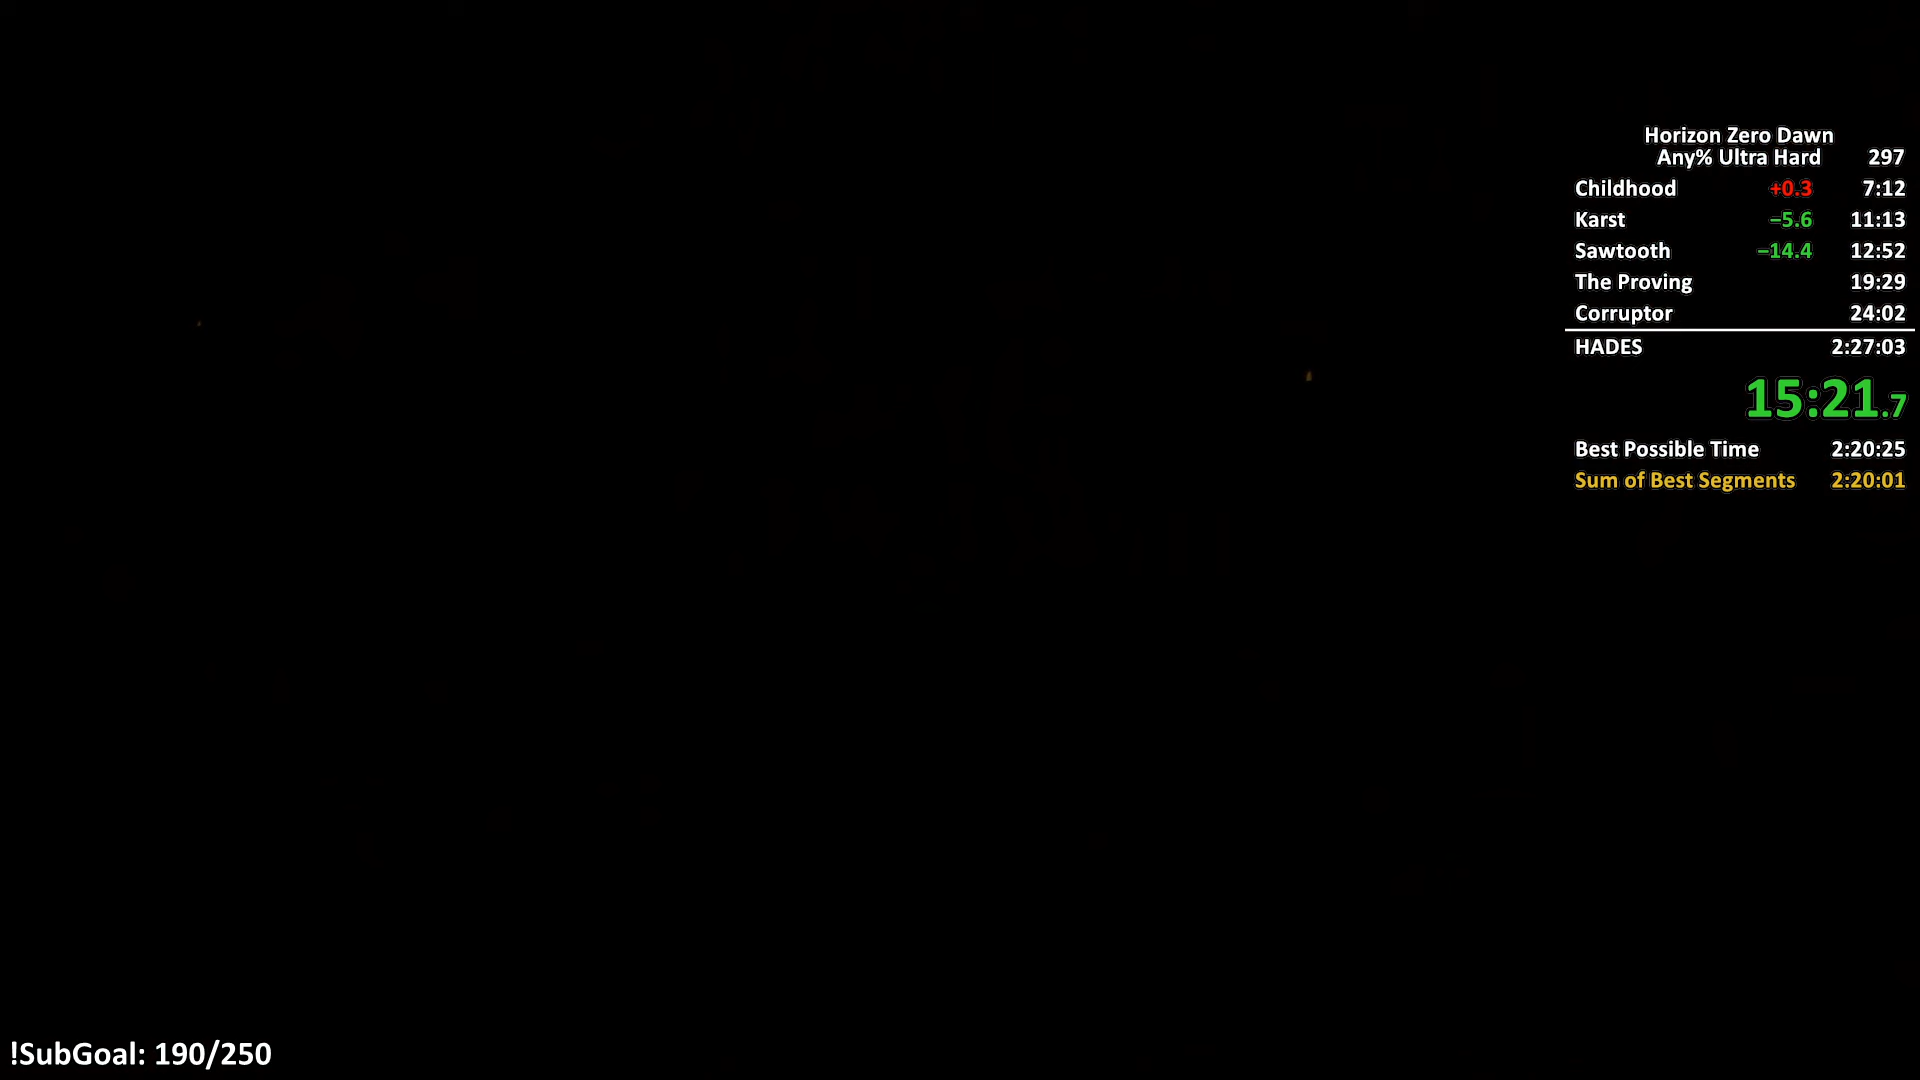 Horizon Zero Dawn
Any% Ultra Hard 297
Childhood +0.3 7:12
Karst −5.6 11:13
Sawtooth −14.4 12:52
The Proving 19:29
Corruptor 24:02
HADES 2:27:03
15:21.7
Best Possible Time 2:20:25
Sum of Best Segments 2:20:01
!SubGoal: 190/250